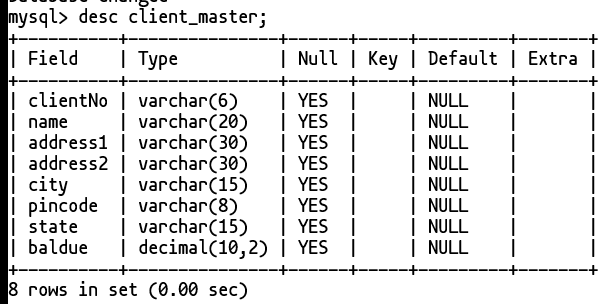 mysql> desc client_master;
+-----------+---------------+------+-----+---------+-------+
| Field     | Type          | Null | Key | Default | Extra |
+-----------+---------------+------+-----+---------+-------+
| clientNo  | varchar(6)    | YES  |     | NULL    |       |
| name      | varchar(20)   | YES  |     | NULL    |       |
| address1  | varchar(30)   | YES  |     | NULL    |       |
| address2  | varchar(30)   | YES  |     | NULL    |       |
| city      | varchar(15)   | YES  |     | NULL    |       |
| pincode   | varchar(8)    | YES  |     | NULL    |       |
| state     | varchar(15)   | YES  |     | NULL    |       |
| baldue    | decimal(10,2) | YES  |     | NULL    |       |
+-----------+---------------+------+-----+---------+-------+
8 rows in set (0.00 sec)